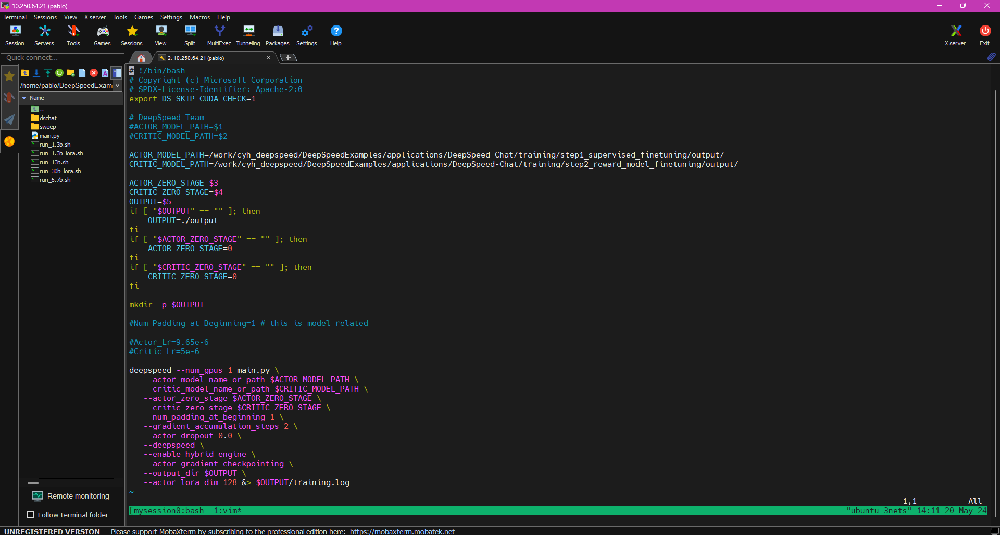 10.250.64.21 (pablo)
Terminal Sessions View X server Tools Games Settings Macros Help
Session Servers Tools Games Sessions View Split MultiExec Tunneling Packages Settings Help X server Exit
Quick connect...
2. 10.250.64.21 (pablo)
/home/pablo/DeepSpeedExam
Name
..
dschat
sweep
main.py
run_1.3b.sh
run_1.3b_lora.sh
run_13b.sh
run_30b_lora.sh
run_6.7b.sh
Remote monitoring
Follow terminal folder
# !/bin/bash
# Copyright (c) Microsoft Corporation
# SPDX-License-Identifier: Apache-2:0
export DS_SKIP_CUDA_CHECK=1
# DeepSpeed Team
#ACTOR_MODEL_PATH=$1
#CRITIC_MODEL_PATH=$2
ACTOR_MODEL_PATH=/work/cyh_deepspeed/DeepSpeedExamples/applications/DeepSpeed-Chat/training/step1_supervised_finetuning/output/
CRITIC_MODEL_PATH=/work/cyh_deepspeed/DeepSpeedExamples/applications/DeepSpeed-Chat/training/step2_reward_model_finetuning/output/
ACTOR_ZERO_STAGE=$3
CRITIC_ZERO_STAGE=$4
OUTPUT=$5
if [ "$OUTPUT" == "" ]; then
    OUTPUT=./output
fi
if [ "$ACTOR_ZERO_STAGE" == "" ]; then
    ACTOR_ZERO_STAGE=0
fi
if [ "$CRITIC_ZERO_STAGE" == "" ]; then
    CRITIC_ZERO_STAGE=0
fi
mkdir -p $OUTPUT
#Num_Padding_at_Beginning=1 # this is model related
#Actor_Lr=9.65e-6
#Critic_Lr=5e-6
deepspeed --num_gpus 1 main.py \
   --actor_model_name_or_path $ACTOR_MODEL_PATH \
   --critic_model_name_or_path $CRITIC_MODEL_PATH \
   --actor_zero_stage $ACTOR_ZERO_STAGE \
   --critic_zero_stage $CRITIC_ZERO_STAGE \
   --num_padding_at_beginning 1 \
   --gradient_accumulation_steps 2 \
   --actor_dropout 0.0 \
   --deepspeed \
   --enable_hybrid_engine \
   --actor_gradient_checkpointing \
   --output_dir $OUTPUT \
   --actor_lora_dim 128 &> $OUTPUT/training.log
~
1,1 All
[mysession0:bash- 1:vim* "ubuntu-3nets" 14:11 20-May-24
UNREGISTERED VERSION - Please support MobaXterm by subscribing to the professional edition here: https://mobaxterm.mobatek.net